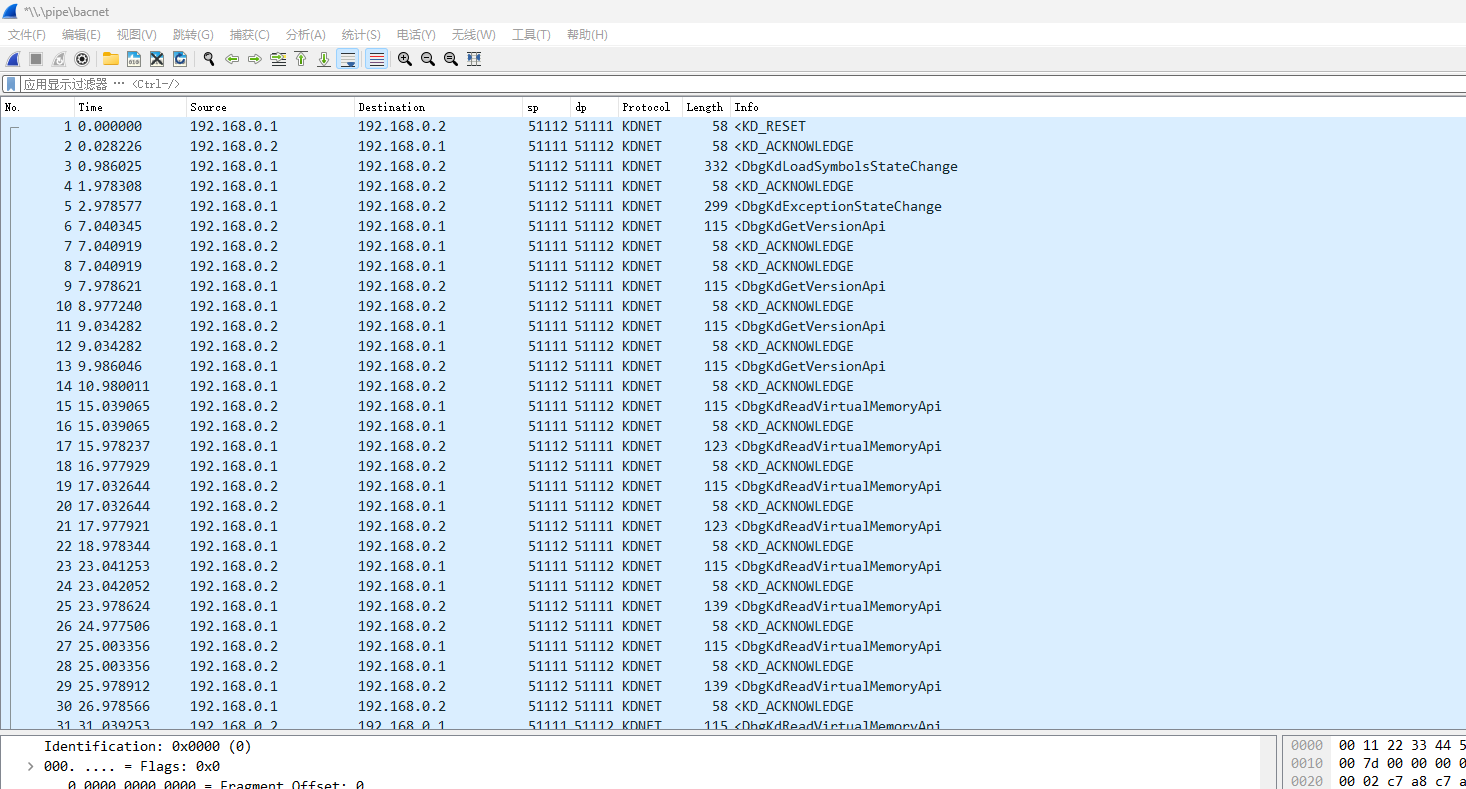 *\\.\pipe\bacnet
文件(F) 编辑(E) 视图(V) 跳转(G) 捕获(C) 分析(A) 统计(S) 电话(Y) 无线(W) 工具(T) 帮助(H)
应用显示过滤器 … <Ctrl-/>
No. Time Source Destination sp dp Protocol Length Info
1 0.000000 192.168.0.1 192.168.0.2 51112 51111 KDNET 58 <KD_RESET
2 0.028226 192.168.0.2 192.168.0.1 51111 51112 KDNET 58 <KD_ACKNOWLEDGE
3 0.986025 192.168.0.1 192.168.0.2 51112 51111 KDNET 332 <DbgKdLoadSymbolsStateChange
4 1.978308 192.168.0.1 192.168.0.2 51112 51111 KDNET 58 <KD_ACKNOWLEDGE
5 2.978577 192.168.0.1 192.168.0.2 51112 51111 KDNET 299 <DbgKdExceptionStateChange
6 7.040345 192.168.0.2 192.168.0.1 51111 51112 KDNET 115 <DbgKdGetVersionApi
7 7.040919 192.168.0.2 192.168.0.1 51111 51112 KDNET 58 <KD_ACKNOWLEDGE
8 7.040919 192.168.0.2 192.168.0.1 51111 51112 KDNET 58 <KD_ACKNOWLEDGE
9 7.978621 192.168.0.1 192.168.0.2 51112 51111 KDNET 115 <DbgKdGetVersionApi
10 8.977240 192.168.0.1 192.168.0.2 51112 51111 KDNET 58 <KD_ACKNOWLEDGE
11 9.034282 192.168.0.2 192.168.0.1 51111 51112 KDNET 115 <DbgKdGetVersionApi
12 9.034282 192.168.0.2 192.168.0.1 51111 51112 KDNET 58 <KD_ACKNOWLEDGE
13 9.986046 192.168.0.1 192.168.0.2 51112 51111 KDNET 115 <DbgKdGetVersionApi
14 10.980011 192.168.0.1 192.168.0.2 51112 51111 KDNET 58 <KD_ACKNOWLEDGE
15 15.039065 192.168.0.2 192.168.0.1 51111 51112 KDNET 115 <DbgKdReadVirtualMemoryApi
16 15.039065 192.168.0.2 192.168.0.1 51111 51112 KDNET 58 <KD_ACKNOWLEDGE
17 15.978237 192.168.0.1 192.168.0.2 51112 51111 KDNET 123 <DbgKdReadVirtualMemoryApi
18 16.977929 192.168.0.1 192.168.0.2 51112 51111 KDNET 58 <KD_ACKNOWLEDGE
19 17.032644 192.168.0.2 192.168.0.1 51111 51112 KDNET 115 <DbgKdReadVirtualMemoryApi
20 17.032644 192.168.0.2 192.168.0.1 51111 51112 KDNET 58 <KD_ACKNOWLEDGE
21 17.977921 192.168.0.1 192.168.0.2 51112 51111 KDNET 123 <DbgKdReadVirtualMemoryApi
22 18.978344 192.168.0.1 192.168.0.2 51112 51111 KDNET 58 <KD_ACKNOWLEDGE
23 23.041253 192.168.0.2 192.168.0.1 51111 51112 KDNET 115 <DbgKdReadVirtualMemoryApi
24 23.042052 192.168.0.2 192.168.0.1 51111 51112 KDNET 58 <KD_ACKNOWLEDGE
25 23.978624 192.168.0.1 192.168.0.2 51112 51111 KDNET 139 <DbgKdReadVirtualMemoryApi
26 24.977506 192.168.0.1 192.168.0.2 51112 51111 KDNET 58 <KD_ACKNOWLEDGE
27 25.003356 192.168.0.2 192.168.0.1 51111 51112 KDNET 115 <DbgKdReadVirtualMemoryApi
28 25.003356 192.168.0.2 192.168.0.1 51111 51112 KDNET 58 <KD_ACKNOWLEDGE
29 25.978912 192.168.0.1 192.168.0.2 51112 51111 KDNET 139 <DbgKdReadVirtualMemoryApi
30 26.978566 192.168.0.1 192.168.0.2 51112 51111 KDNET 58 <KD_ACKNOWLEDGE
31 31.039253 192.168.0.2 192.168.0.1 51111 51112 KDNET 115 <DbgKdReadVirtualMemoryApi
Identification: 0x0000 (0)
000. .... = Flags: 0x0
0 0000 0000 0000 = Fragment Offset: 0
0000 00 11 22 33 44 5
0010 00 7d 00 00 00 0
0020 00 02 c7 a8 c7 a